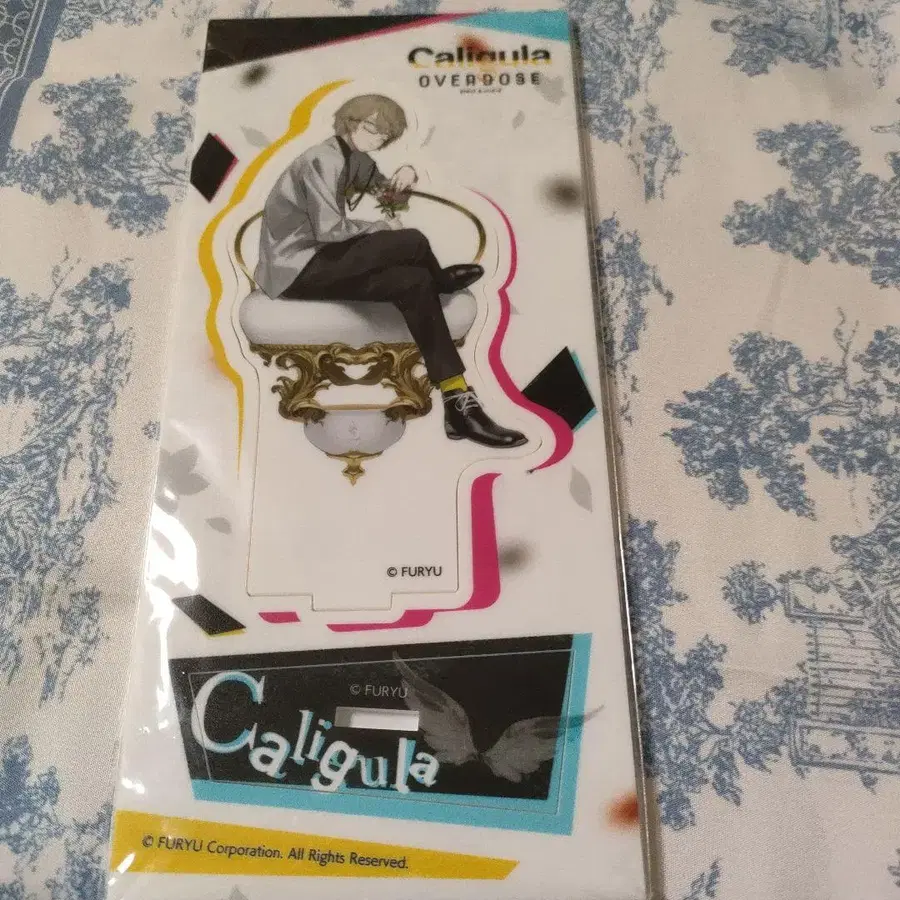 Caligula
OVERDOSE
© FURYU
© FURYU
Caligula
© FURYU Corporation. All Rights Reserved.